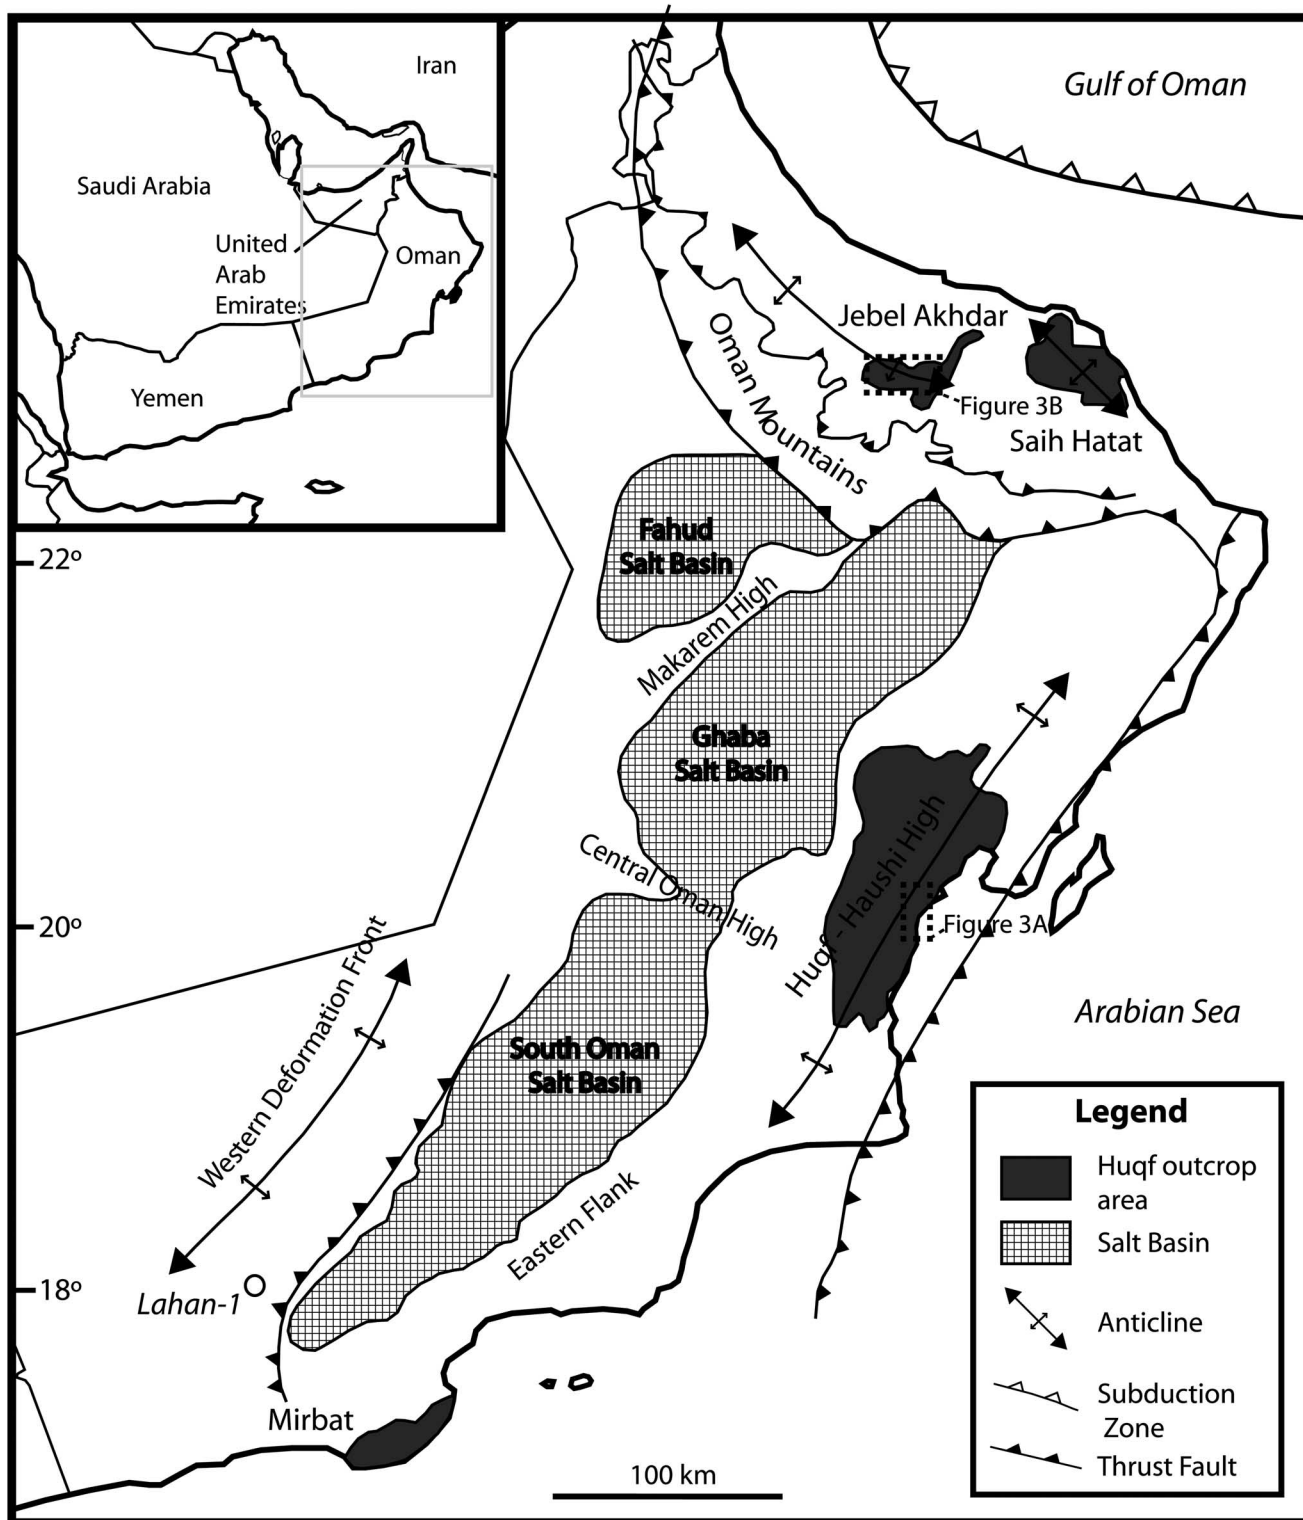 Iran
Saudi Arabia
United
Arab
Emirates
Oman
Yemen
Gulf of Oman
Jebel Akhdar
Oman Mountains
Figure 3B
Saih Hatat
Fahud
Salt Basin
22º
Makarem High
Ghaba
Salt Basin
Central Oman High
Huqf - Haushi High
20º
Figure 3A
Western Deformation Front
Arabian Sea
South Oman
Salt Basin
Eastern Flank
18º
Lahan-1
Mirbat
100 km
Legend
Huqf outcrop
area
Salt Basin
Anticline
Subduction
Zone
Thrust Fault